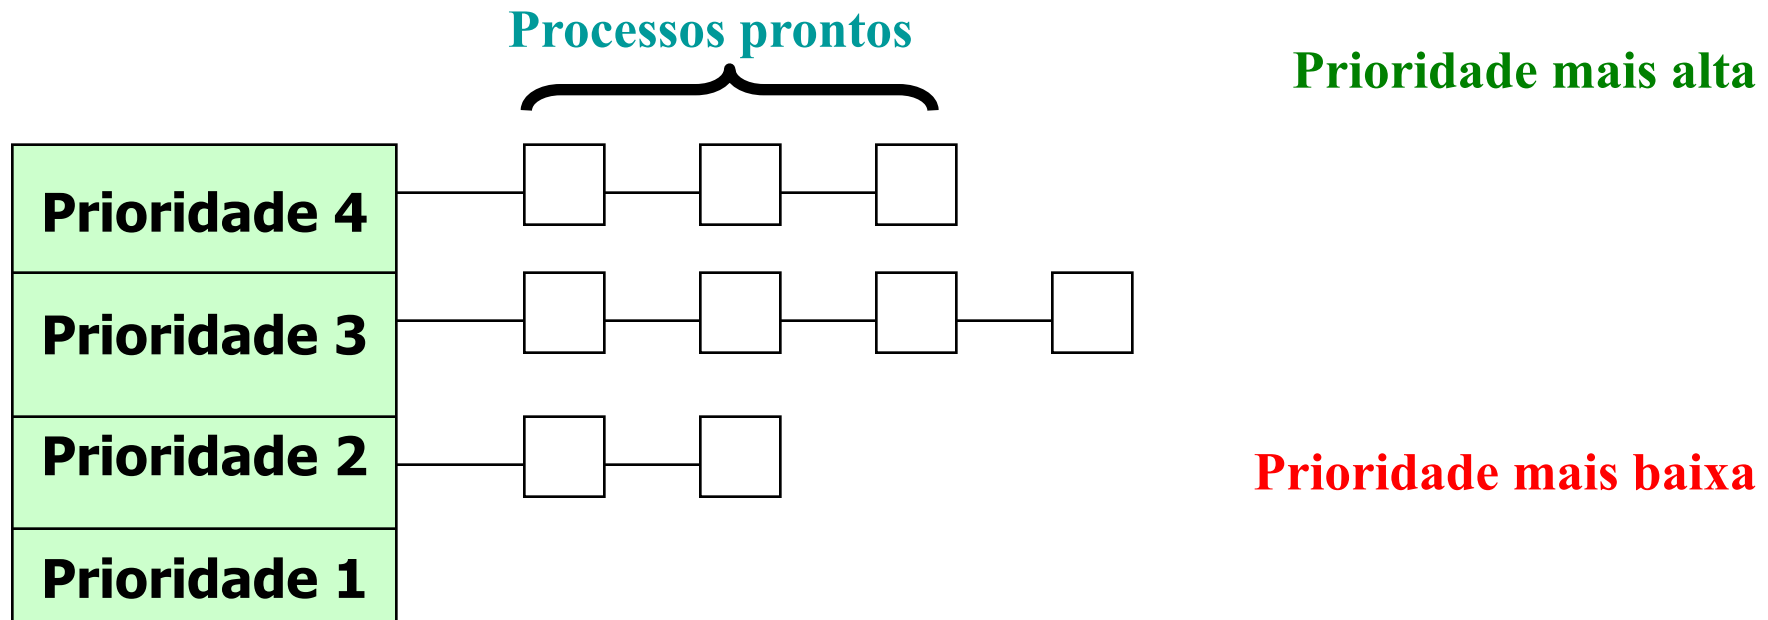 Processos prontos
Prioridade mais alta
Prioridade 4
Prioridade 3
Prioridade 2
Prioridade mais baixa
Prioridade 1